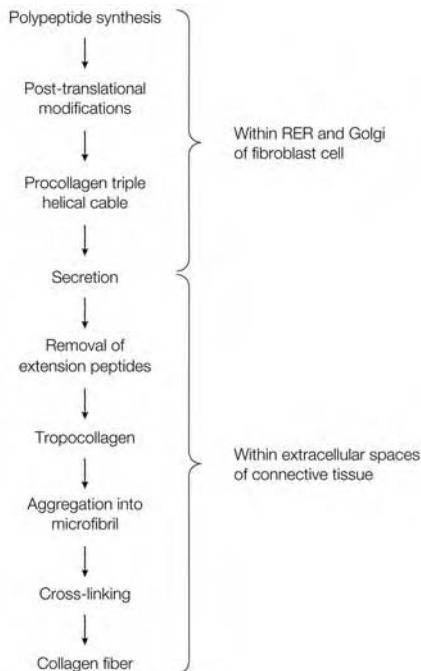 Polypeptide synthesis
Post-translational
modifications
Within RER and Golgi
of fibroblast cell
Procollagen triple
helical cable
Secretion
Removal of
extension peptides
Tropocollagen
Within extracellular spaces
of connective tissue
Aggregation into
microfibril
Cross-linking
Collagen fiber